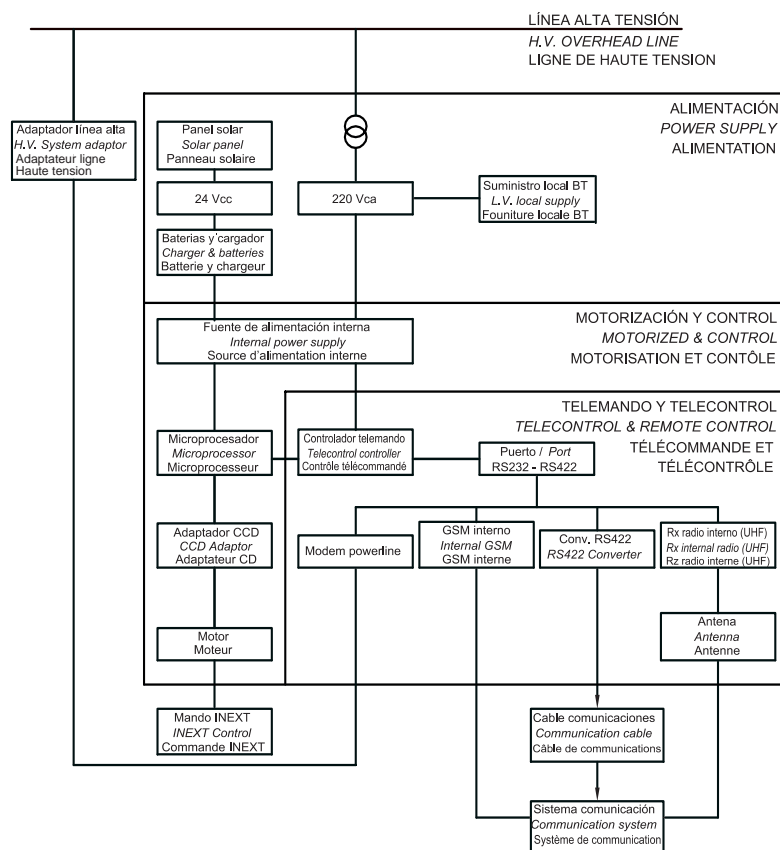 LÍNEA ALTA TENSIÓN
H.V. OVERHEAD LINE
LIGNE DE HAUTE TENSION
ALIMENTACIÓN
POWER SUPPLY
ALIMENTATION
Adaptador línea alta
H.V. System adaptor
Adaptateur ligne
Haute tension
Panel solar
Solar panel
Panneau solaire
24 Vcc
220 Vca
Suministro local BT
L.V. local supply
Founiture locale BT
Baterias y cargador
Charger & batteries
Batterie y chargeur
MOTORIZACIÓN Y CONTROL
MOTORIZED & CONTROL
MOTORISATION ET CONTÔLE
Fuente de alimentación interna
Internal power supply
Source d'alimentation interne
TELEMANDO Y TELECONTROL
TELECONTROL & REMOTE CONTROL
TÉLÉCOMMANDE ET
TÉLÉCONTRÔLE
Microprocesador
Microprocessor
Microprocesseur
Controlador telemando
Telecontrol controller
Contrôle télécommandé
Puerto / Port
RS232 - RS422
Adaptador CCD
CCD Adaptor
Adaptateur CD
Modem powerline
GSM interno
Internal GSM
GSM interne
Conv. RS422
RS422 Converter
Rx radio interno (UHF)
Rx internal radio (UHF)
Rz radio interne (UHF)
Motor
Moteur
Antena
Antenna
Antenne
Mando INEXT
INEXT Control
Commande INEXT
Cable comunicaciones
Communication cable
Câble de communications
Sistema comunicación
Communication system
Système de communication